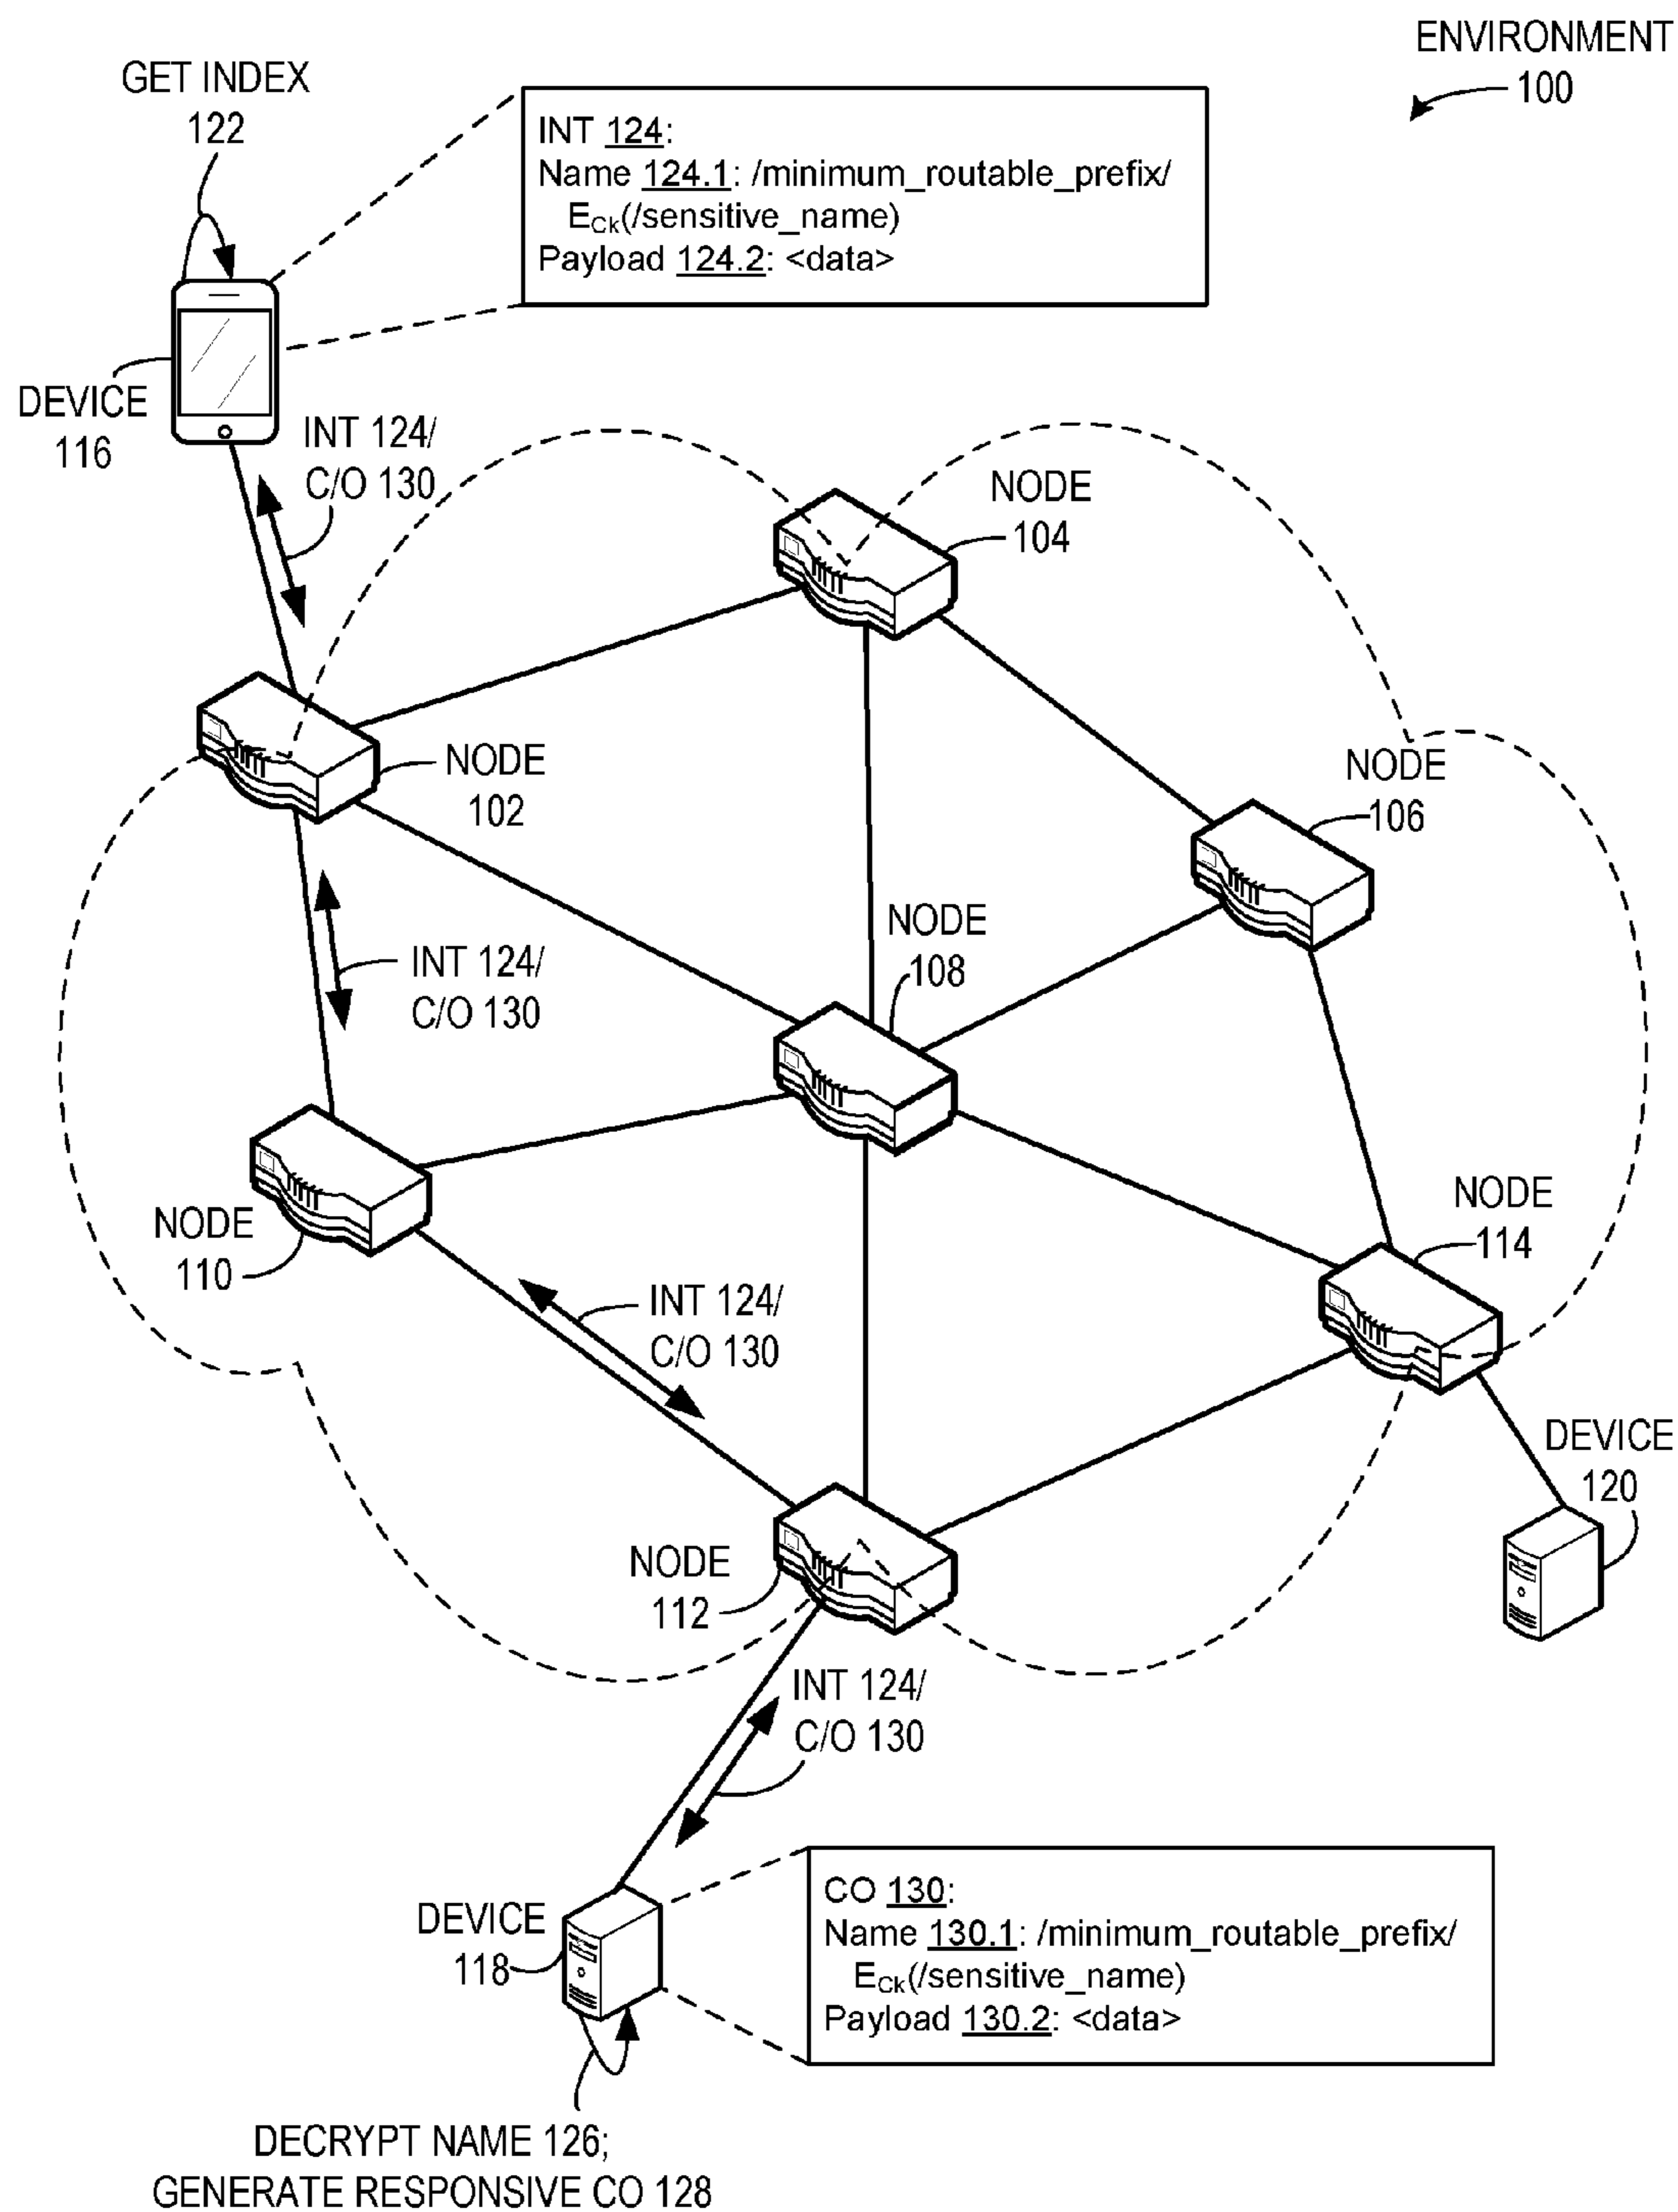 ENVIRONMENT
100
GET INDEX
122
INT 124:
Name 124.1: /minimum_routable_prefix/
ECk(/sensitive_name)
Payload 124.2: <data>
DEVICE
116
INT 124/
C/O 130
NODE
104
NODE
102
NODE
106
NODE
108
INT 124/
C/O 130
NODE
110
NODE
114
INT 124/
C/O 130
DEVICE
120
NODE
112
INT 124/
C/O 130
DEVICE
118
CO 130:
Name 130.1: /minimum_routable_prefix/
ECk(/sensitive_name)
Payload 130.2: <data>
DECRYPT NAME 126;
GENERATE RESPONSIVE CO 128